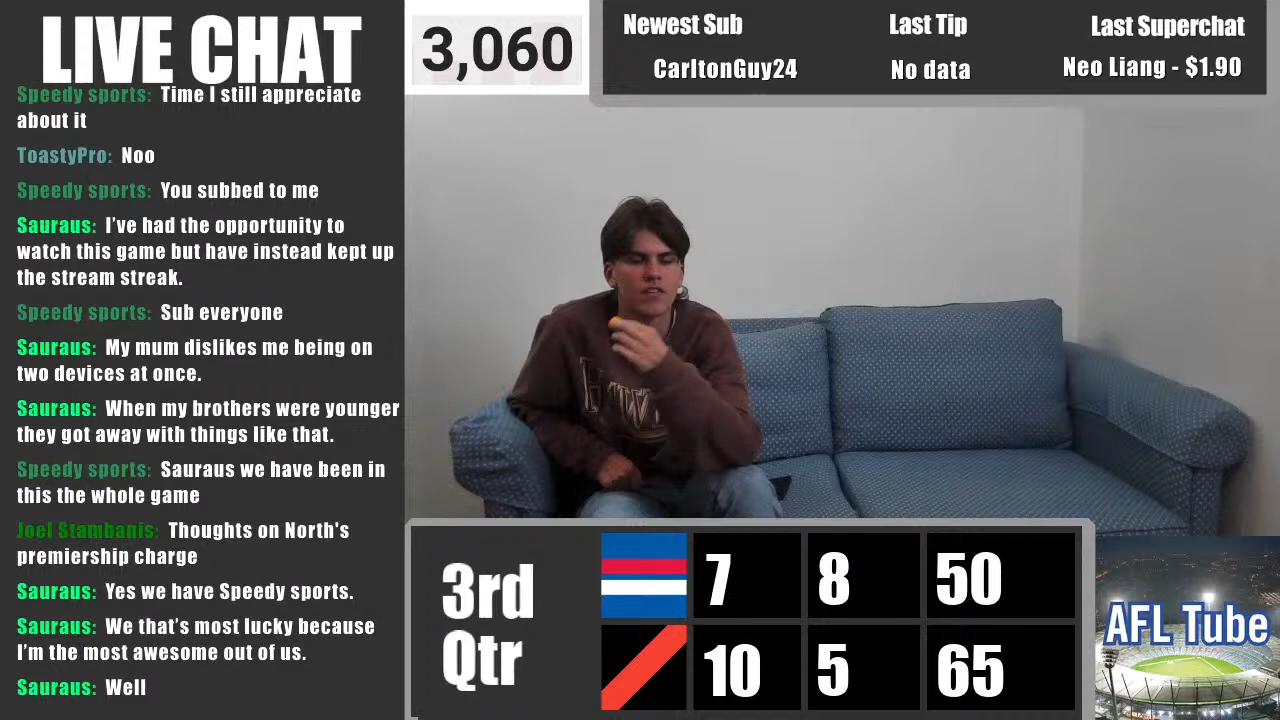 LIVE CHAT
Speedy sports: Time I still appreciate
about it
ToastyPro: Noo
Speedy sports: You subbed to me
Sauraus: I've had the opportunity to
watch this game but have instead kept up
the stream streak.
Speedy sports: Sub everyone
Sauraus: My mum dislikes me being on
two devices at once.
Sauraus: When my brothers were younger
they got away with things like that.
Speedy sports: Sauraus we have been in
this the whole game
Joel Stambanis: Thoughts on North's
premiership charge
Sauraus: Yes we have Speedy sports.
Sauraus: We that's most lucky because
I'm the most awesome out of us.
Sauraus: Well
3,060
Newest Sub
CarltonGuy24
Last Tip
No data
Last Superchat
Neo Liang - $1.90
3rd
Qtr
7 8 50
10 5 65
AFL Tube